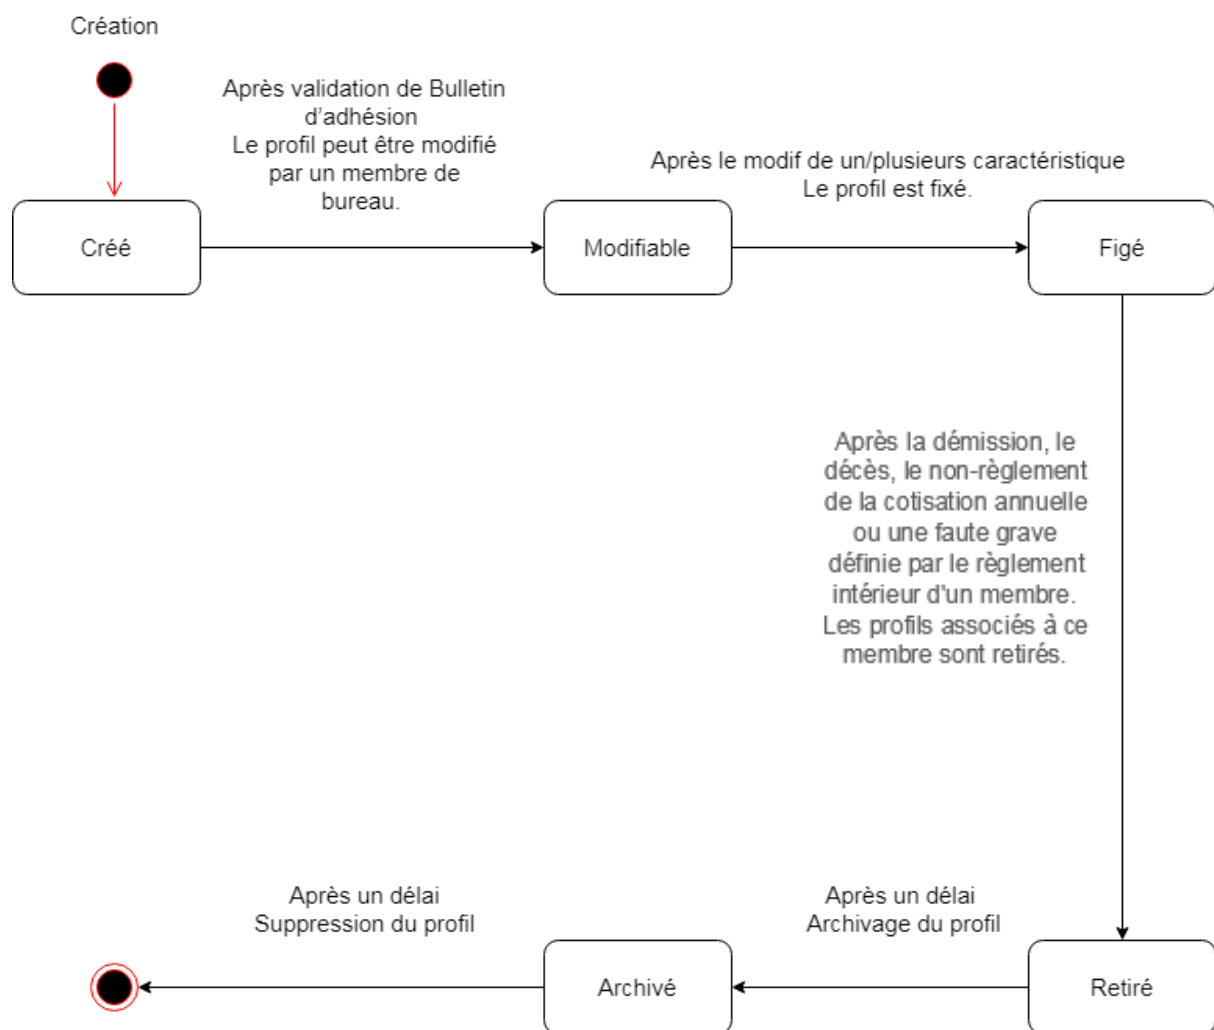 Création
Après validation de Bulletin
d'adhésion
Le profil peut être modifié
par un membre de
bureau.
Après le modif de un/plusieurs caractéristique
Le profil est fixé.
Créé
Modifiable
Figé
Après la démission, le
décès, le non-règlement
de la cotisation annuelle
ou une faute grave
définie par le règlement
intérieur d'un membre.
Les profils associés à ce
membre sont retirés.
Après un délai
Suppression du profil
Après un délai
Archivage du profil
Archivé
Retiré